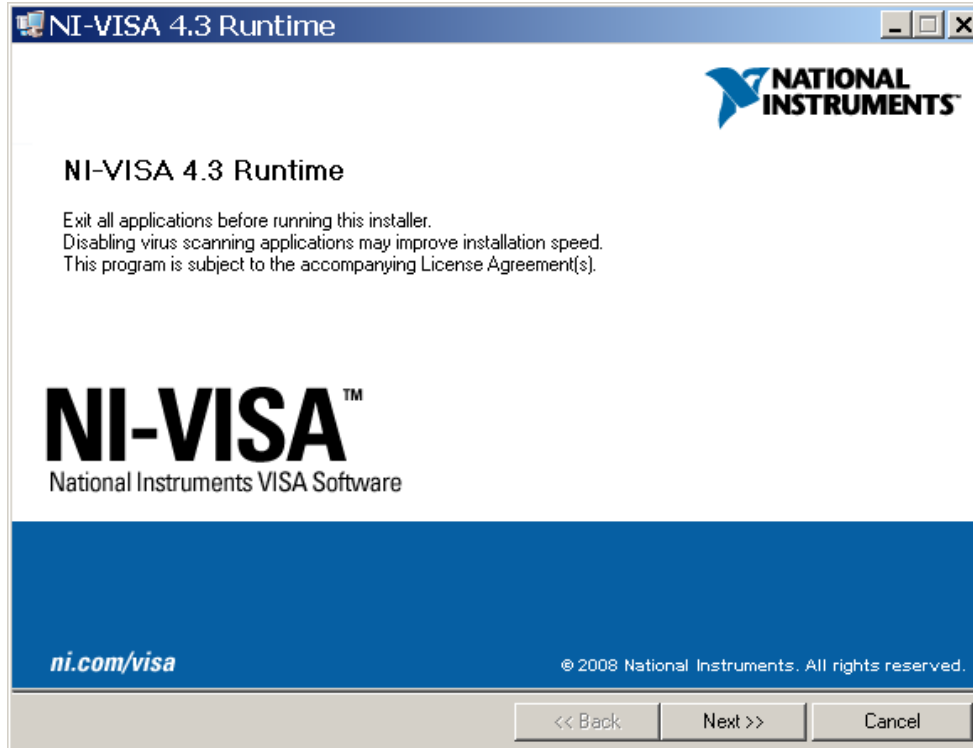 NI-VISA 4.3 Runtime
NATIONAL
INSTRUMENTS™
NI-VISA 4.3 Runtime
Exit all applications before running this installer.
Disabling virus scanning applications may improve installation speed.
This program is subject to the accompanying License Agreement(s).
NI-VISA™
National Instruments VISA Software
ni.com/visa
© 2008 National Instruments. All rights reserved.
<< Back
Next >>
Cancel